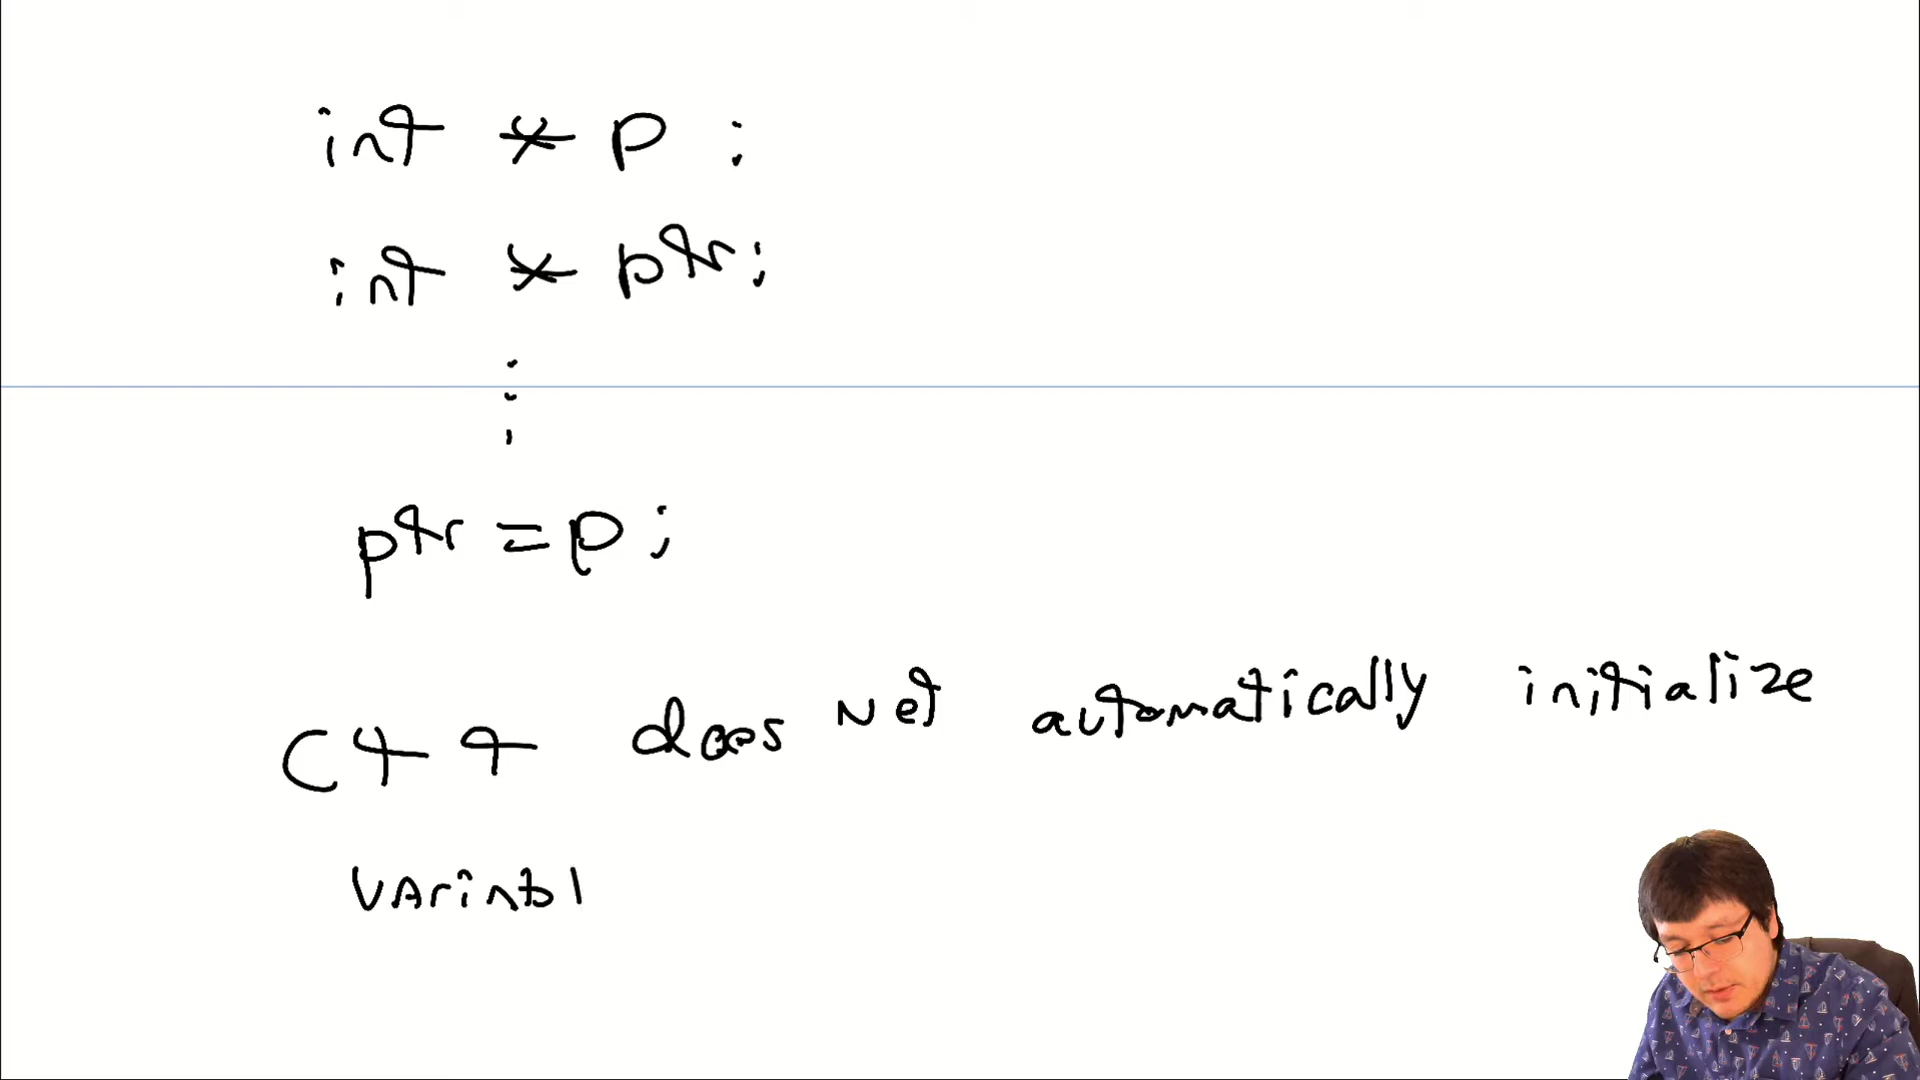 int * p ;
int * ptr ;
ptr = p ;
C++ does Not automatically initialize
variabl